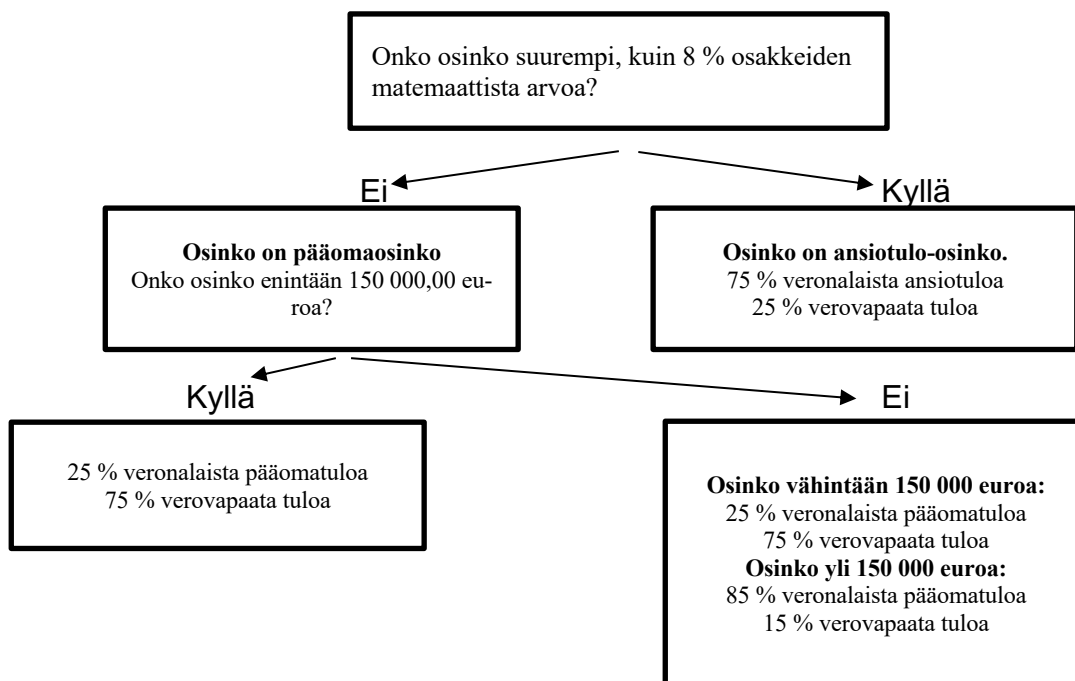 Onko osinko suurempi, kuin 8 % osakkeiden
matemaattista arvoa?
Ei
Kyllä
Osinko on pääomaosinko
Onko osinko enintään 150 000,00 eu-
roa?
Osinko on ansiotulo-osinko.
75 % veronalaista ansiotuloa
25 % verovapaata tuloa
Kyllä
Ei
25 % veronalaista pääomatuloa
75 % verovapaata tuloa
Osinko vähintään 150 000 euroa:
25 % veronalaista pääomatuloa
75 % verovapaata tuloa
Osinko yli 150 000 euroa:
85 % veronalaista pääomatuloa
15 % verovapaata tuloa